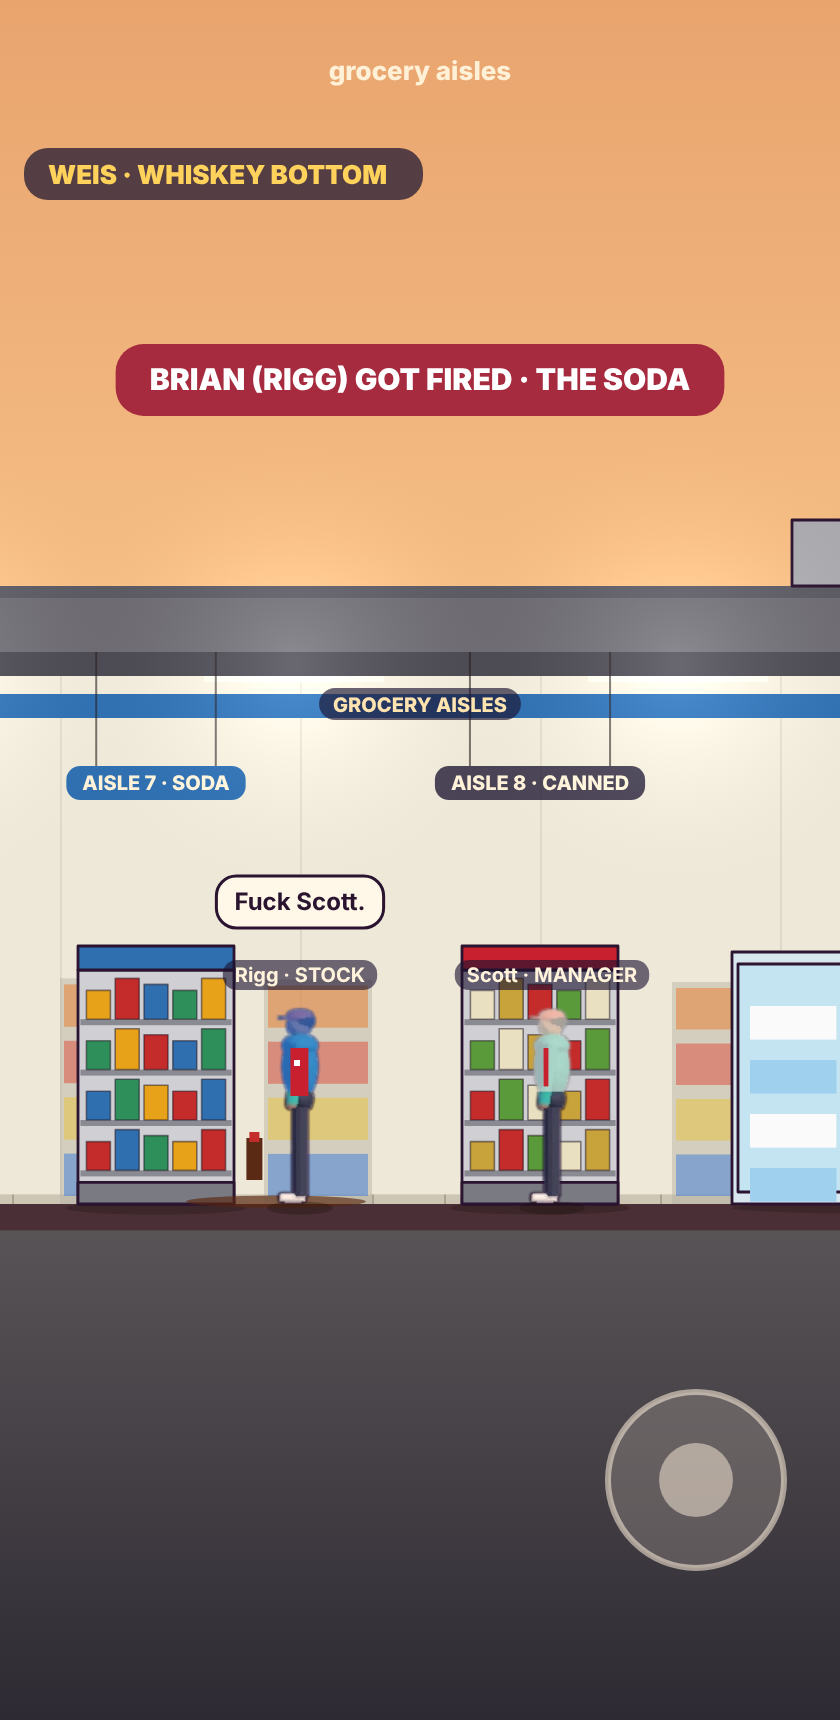 grocery aisles
WEIS · WHISKEY BOTTOM
BRIAN (RIGG) GOT FIRED · THE SODA
GROCERY AISLES
AISLE 7 · SODA
AISLE 8 · CANNED
Fuck Scott.
Rigg · STOCK
Scott · MANAGER